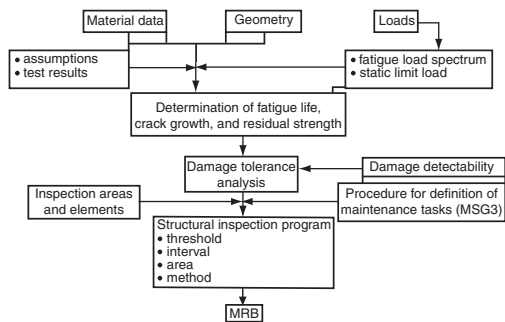 Material data
Geometry
Loads
• assumptions
• test results
• fatigue load spectrum
• static limit load
Determination of fatigue life,
crack growth, and residual strength
Damage tolerance
analysis
Damage detectability
Inspection areas
and elements
Procedure for definition of
maintenance tasks (MSG3)
Structural inspection program
• threshold
• interval
• area
• method
MRB